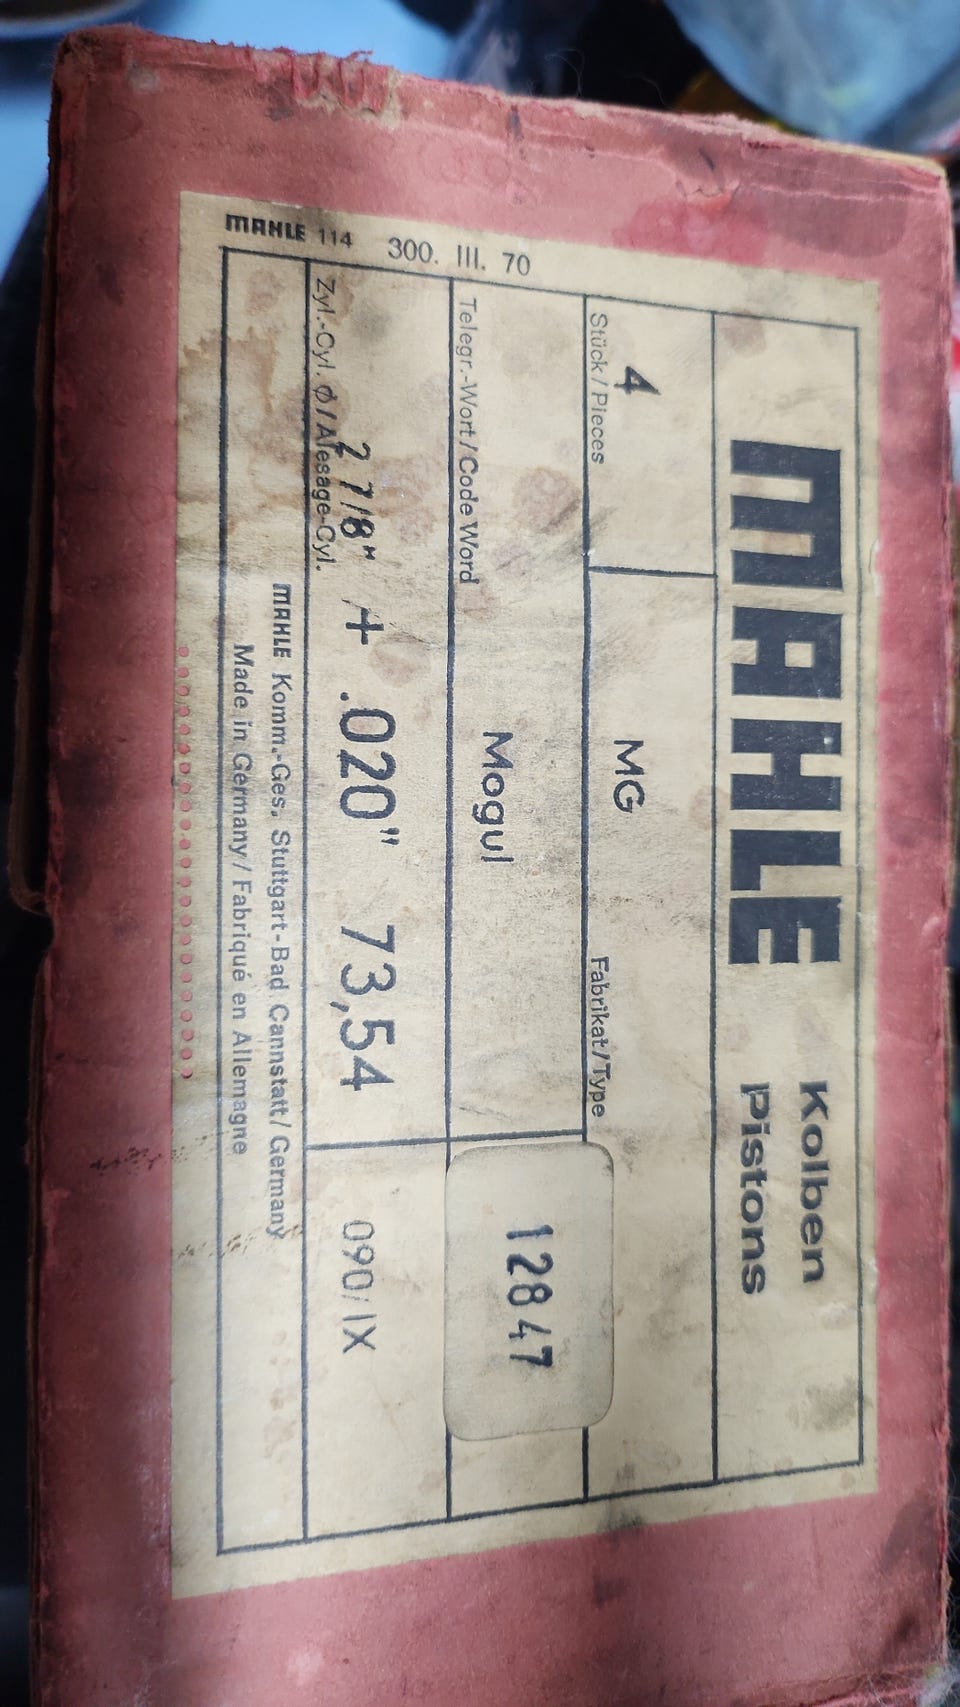 MAHLE 114 300. III. 70
MAHLE
Kolben
Pistons
4
MG
Stück/Pieces
Fabrikat/Type
Mogul
12847
Telegr.-Wort/Code Word
2 7/8" + .020" 73,54
090/IX
Zyl.-Cyl. Ø/Alesage-Cyl.
MAHLE Komm.-Ges. Stuttgart-Bad Cannstatt/Germany
Made in Germany/Fabriqué en Allemagne